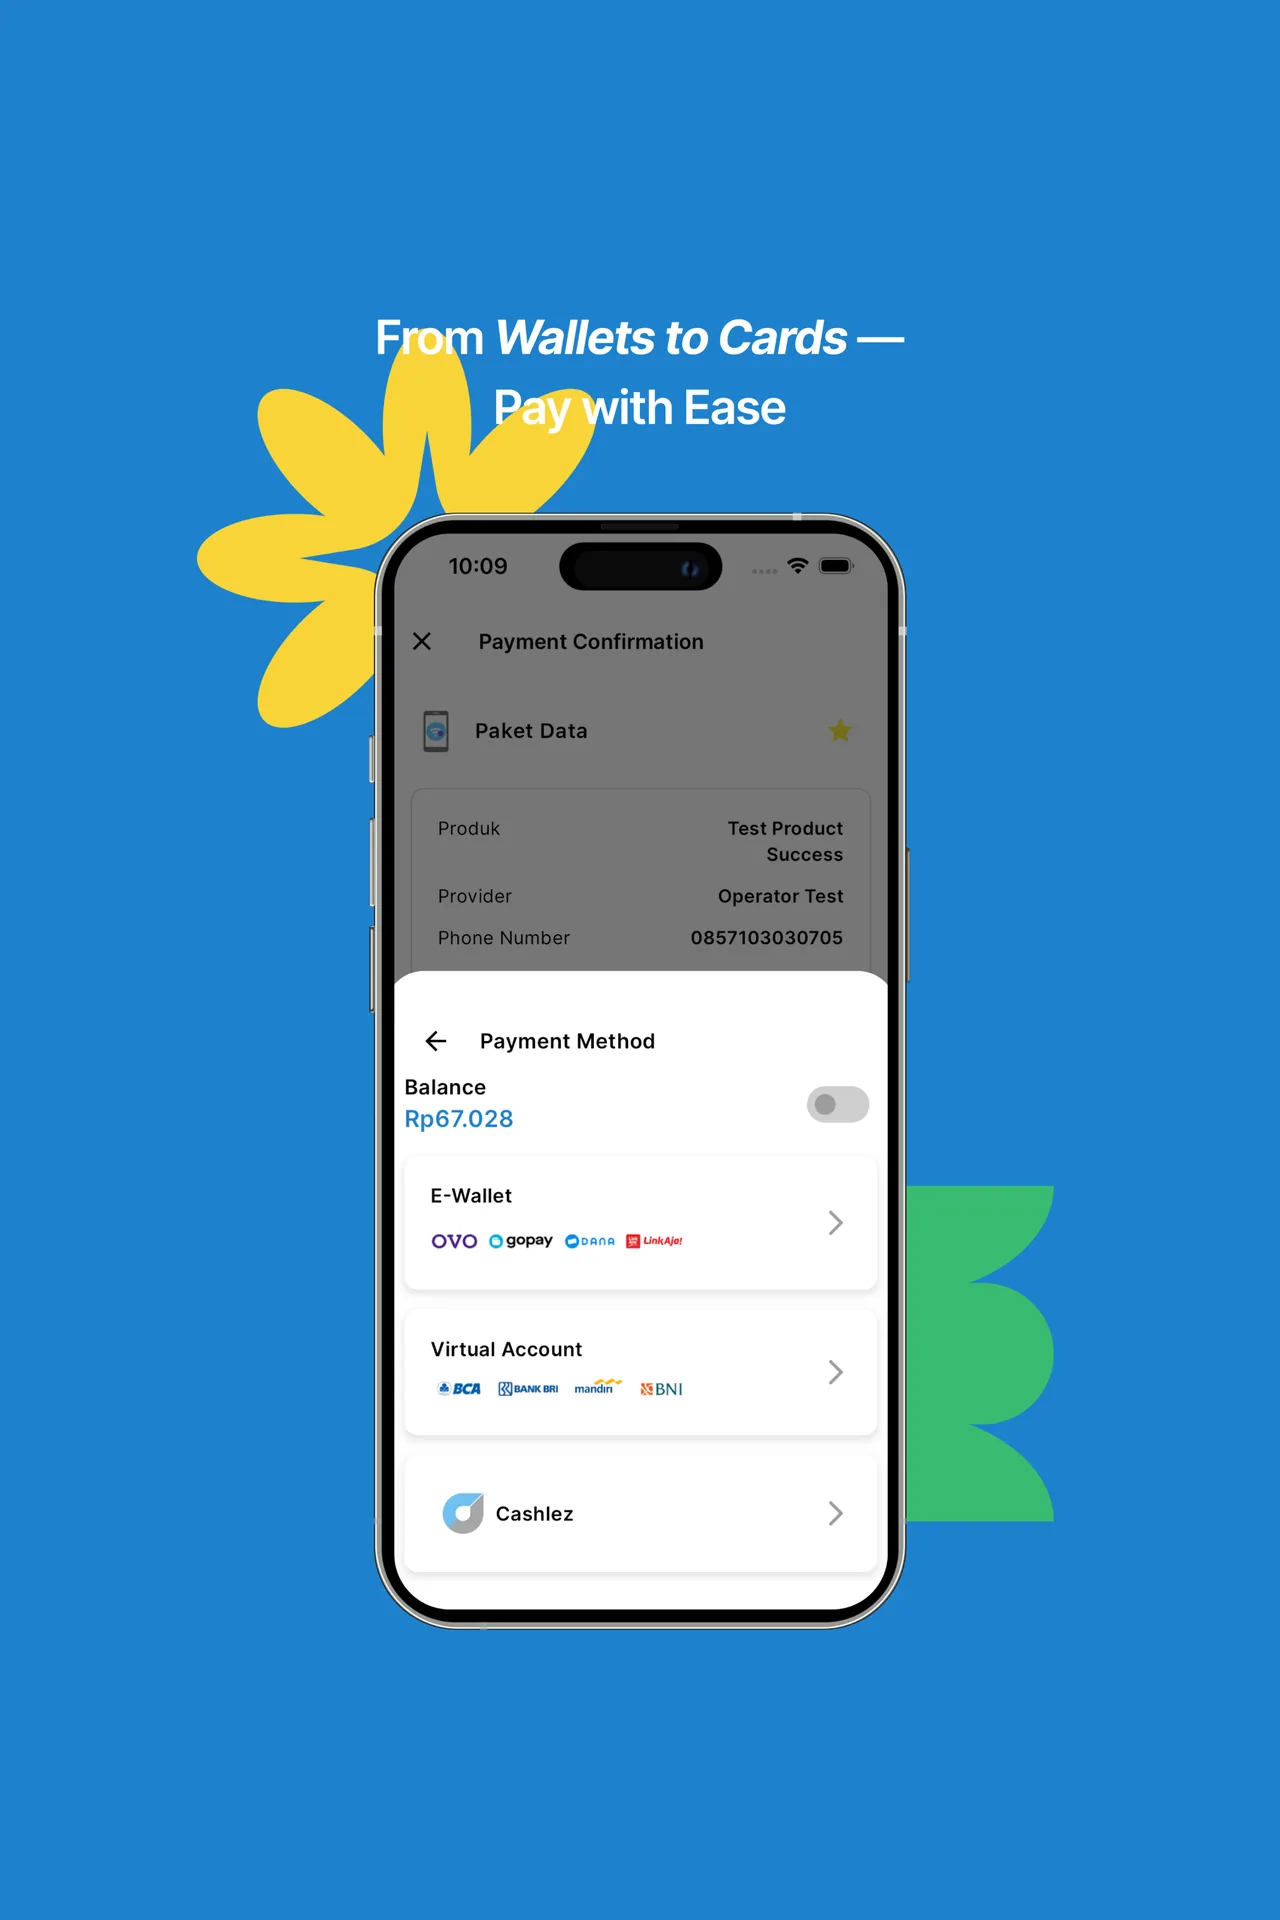 From Wallets to Cards —
Pay with Ease
10:09
Payment Confirmation
Paket Data
Produk Test Product
Success
Provider Operator Test
Phone Number 0857103030705
Payment Method
Balance
Rp67.028
E-Wallet
OVO gopay DANA LinkAja!
Virtual Account
BCA BANK BRI mandiri BNI
Cashlez